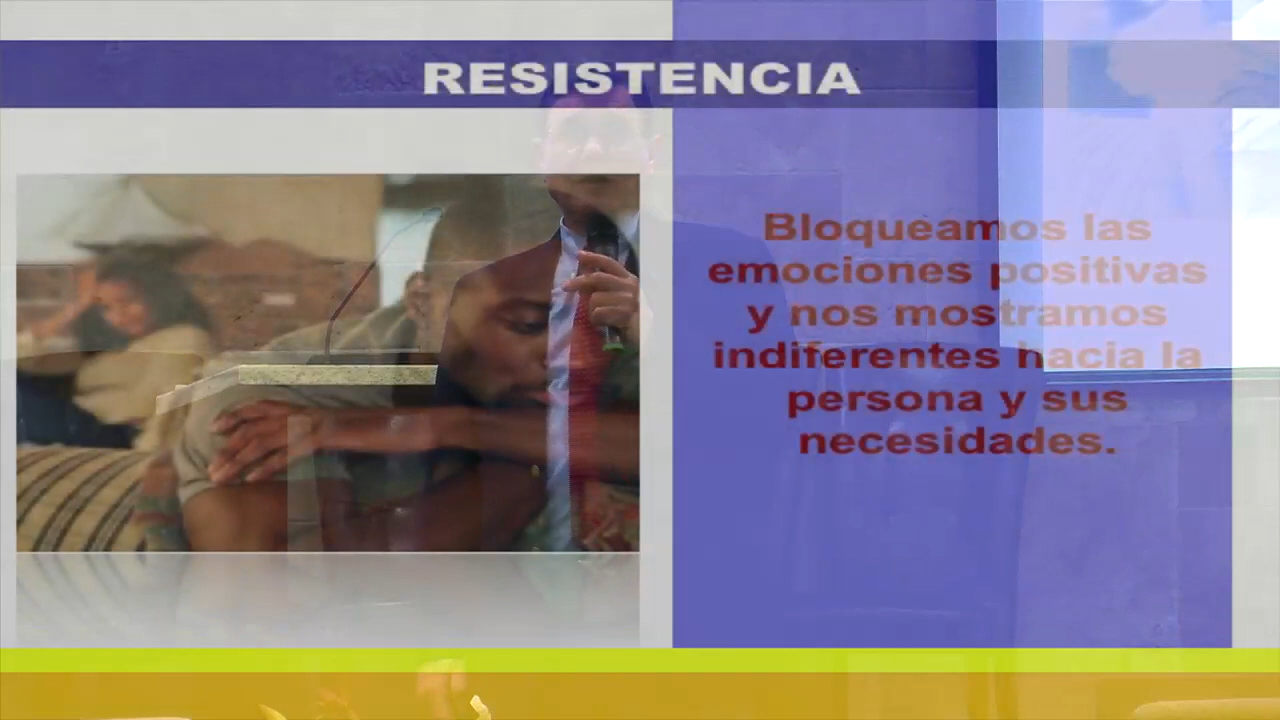 RESISTENCIA
Bloqueamos las
emociones positivas
y nos mostramos
indiferentes hacia la
persona y sus
necesidades.